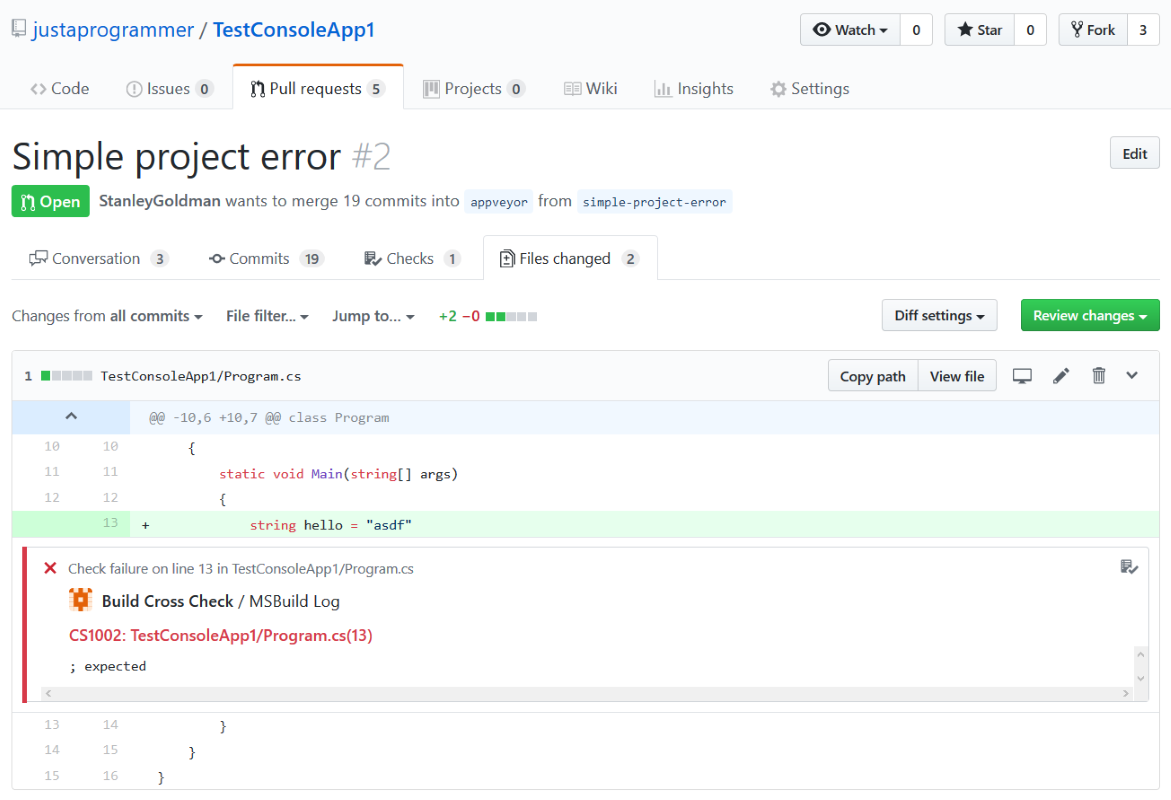 justaprogrammer / TestConsoleApp1 Watch 0 Star 0 Fork 3
Code Issues 0 Pull requests 5 Projects 0 Wiki Insights Settings
Simple project error #2 Edit
Open StanleyGoldman wants to merge 19 commits into appveyor from simple-project-error
Conversation 3 Commits 19 Checks 1 Files changed 2
Changes from all commits File filter... Jump to... +2 −0 Diff settings Review changes
1 TestConsoleApp1/Program.cs Copy path View file
@@ -10,6 +10,7 @@ class Program
10 10 {
11 11 static void Main(string[] args)
12 12 {
13 + string hello = "asdf"
Check failure on line 13 in TestConsoleApp1/Program.cs
Build Cross Check / MSBuild Log
CS1002: TestConsoleApp1/Program.cs(13)
; expected
13 14 }
14 15 }
15 16 }